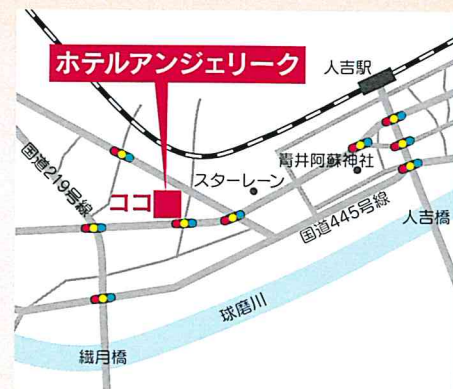 ホテルアンジェリーク
人吉駅
国道219号線
青井阿蘇神社
スターレーン
ココ
人吉橋
国道445号線
球磨川
繊月橋